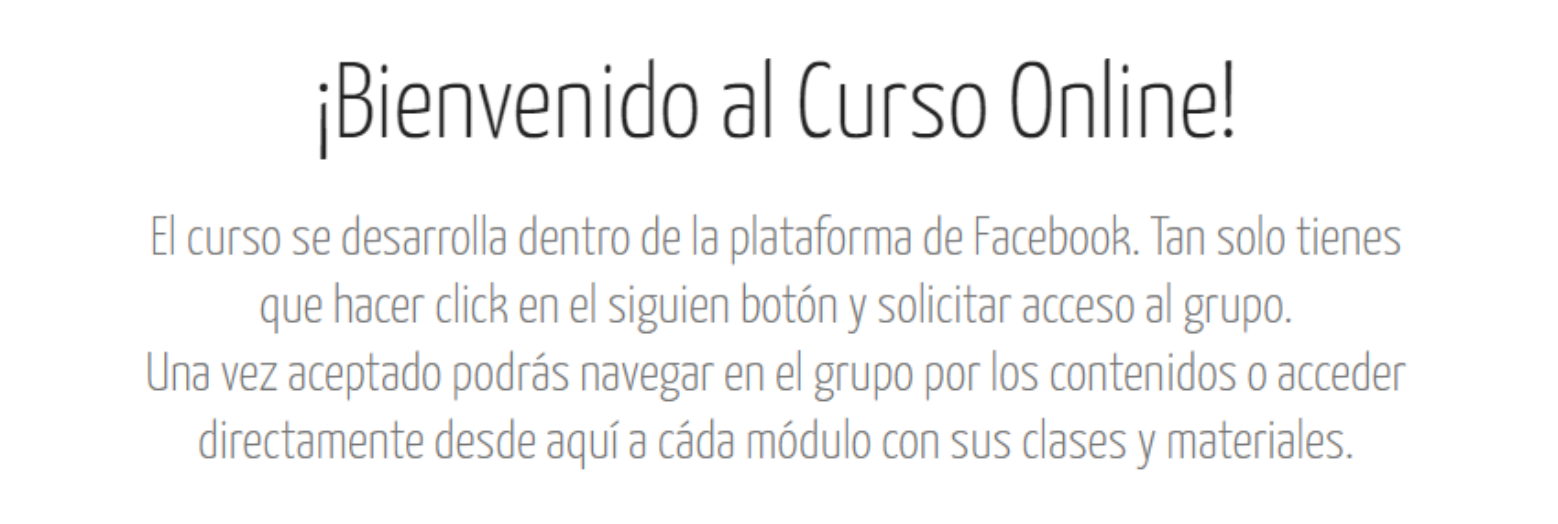 ¡Bienvenido al Curso Online!
El curso se desarrolla dentro de la plataforma de Facebook. Tan solo tienes
que hacer click en el siguien botón y solicitar acceso al grupo.
Una vez aceptado podrás navegar en el grupo por los contenidos o acceder
directamente desde aquí a cáda módulo con sus clases y materiales.